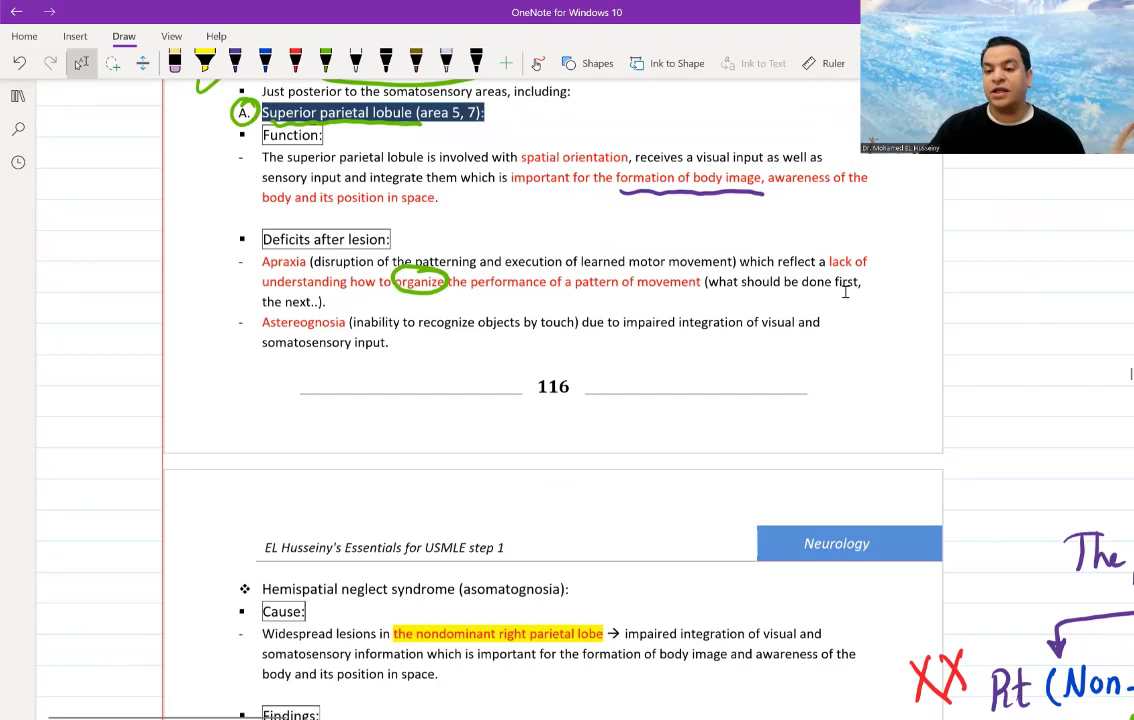 OneNote for Windows 10
Home Insert Draw View Help
Shapes Ink to Shape Ink to Text Ruler
Dr. Mohamed EL Husseiny
▪ Just posterior to the somatosensory areas, including:
A. Superior parietal lobule (area 5, 7):
▪ Function:
- The superior parietal lobule is involved with spatial orientation, receives a visual input as well as
sensory input and integrate them which is important for the formation of body image, awareness of the
body and its position in space.
▪ Deficits after lesion:
- Apraxia (disruption of the patterning and execution of learned motor movement) which reflect a lack of
understanding how to organize the performance of a pattern of movement (what should be done first,
the next..).
- Astereognosia (inability to recognize objects by touch) due to impaired integration of visual and
somatosensory input.
116
EL Husseiny's Essentials for USMLE step 1
Neurology
The
❖ Hemispatial neglect syndrome (asomatognosia):
▪ Cause:
- Widespread lesions in the nondominant right parietal lobe → impaired integration of visual and
somatosensory information which is important for the formation of body image and awareness of the
body and its position in space.
XX Rt (Non-
▪ Findings: